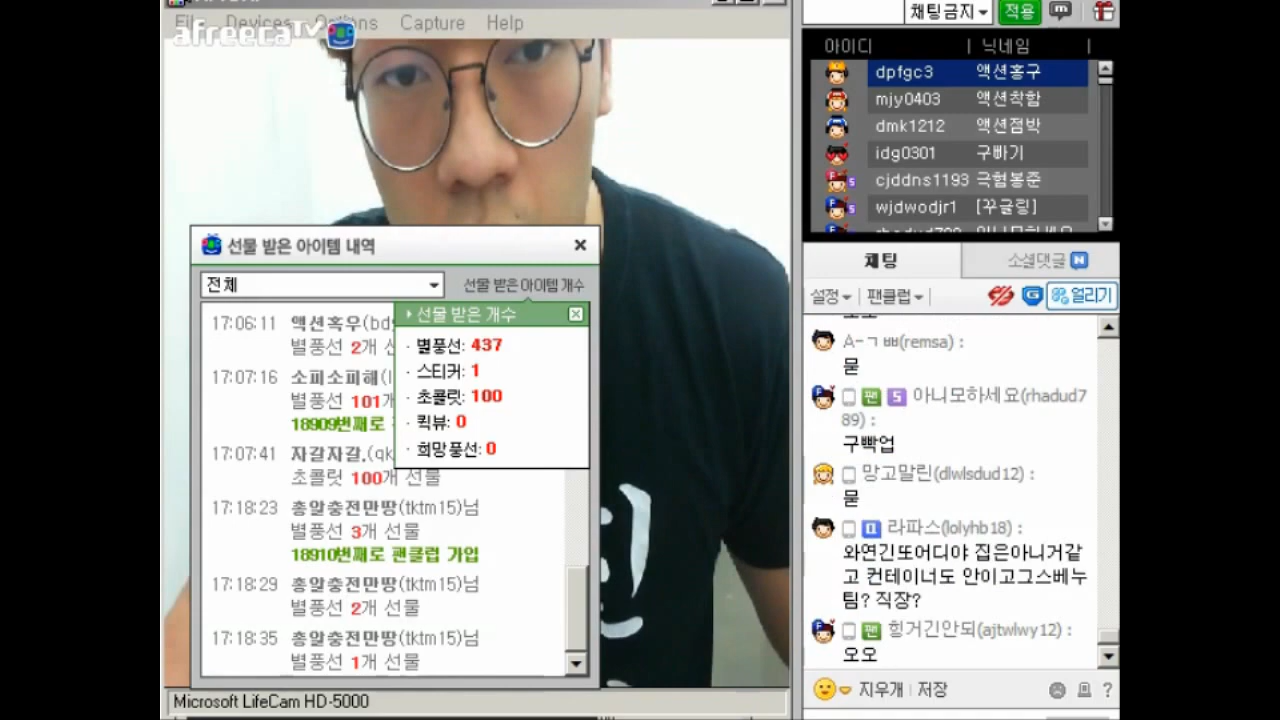 Devices Options Capture Help
afreecaTV
선물 받은 아이템 내역
전체
선물 받은 아이템 개수
선물 받은 개수
· 별풍선: 437
· 스티커: 1
· 초콜릿: 100
· 퀵뷰: 0
· 희망풍선: 0
17:06:11 액션혹우(bd
별풍선 2개 선
17:07:16 소피소피해(l
별풍선 101개
18909번째로
17:07:41 자갈자갈.(qk
초콜릿 100개 선물
17:18:23 총알충전만땅(tktm15)님
별풍선 3개 선물
18910번째로 팬클럽 가입
17:18:29 총알충전만땅(tktm15)님
별풍선 2개 선물
17:18:35 총알충전만땅(tktm15)님
별풍선 1개 선물
Microsoft LifeCam HD-5000
채팅금지 적용
아이디 닉네임
dpfgc3 액션홍구
mjy0403 액션착함
dmk1212 액션점박
idg0301 구빠기
cjddns1193 극험봉준
wjdwodjr1 [꾸글링]
채팅 소셜댓글 N
설정 팬클럽 얼리기
A-ㄱ쁘(remsa) :
묻
팬 S 아니모하세요(rhadud7
89) :
구빡업
망고말린(dlwlsdud12) :
묻
라파스(lolyhb18) :
와연긴또어디야 집은아니거같
고 컨테이너도 안이고그스베누
팀? 직장?
팬 헝거긴안되(ajtwlwy12) :
오오
지우개 저장